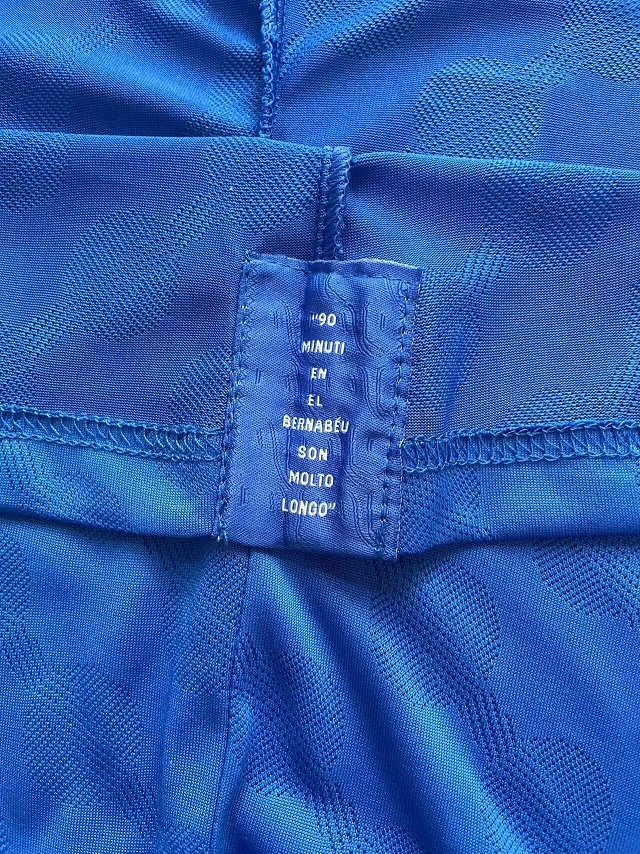 "90
MINUTI
EN
EL
BERNABÉU
SON
MOLTO
LONGO"